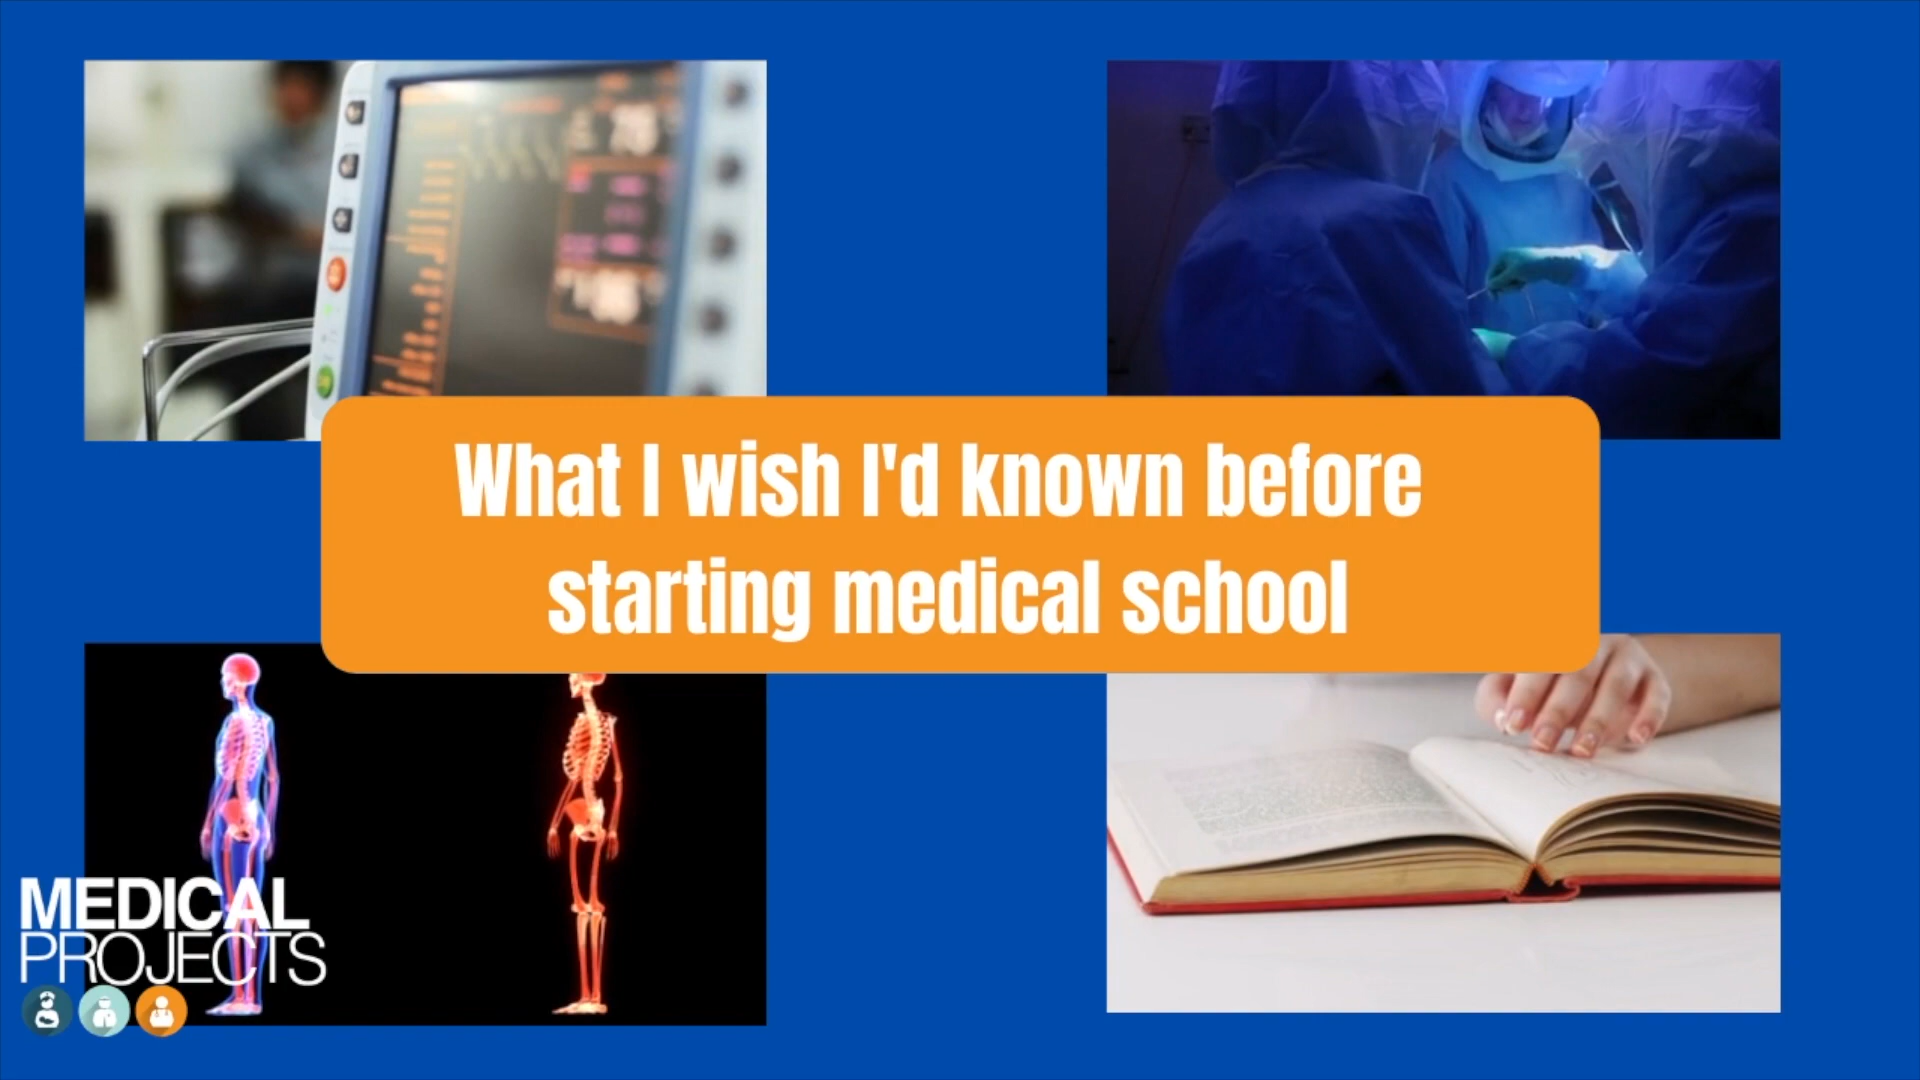 What I wish I'd known before
starting medical school
MEDICAL
PROJECTS